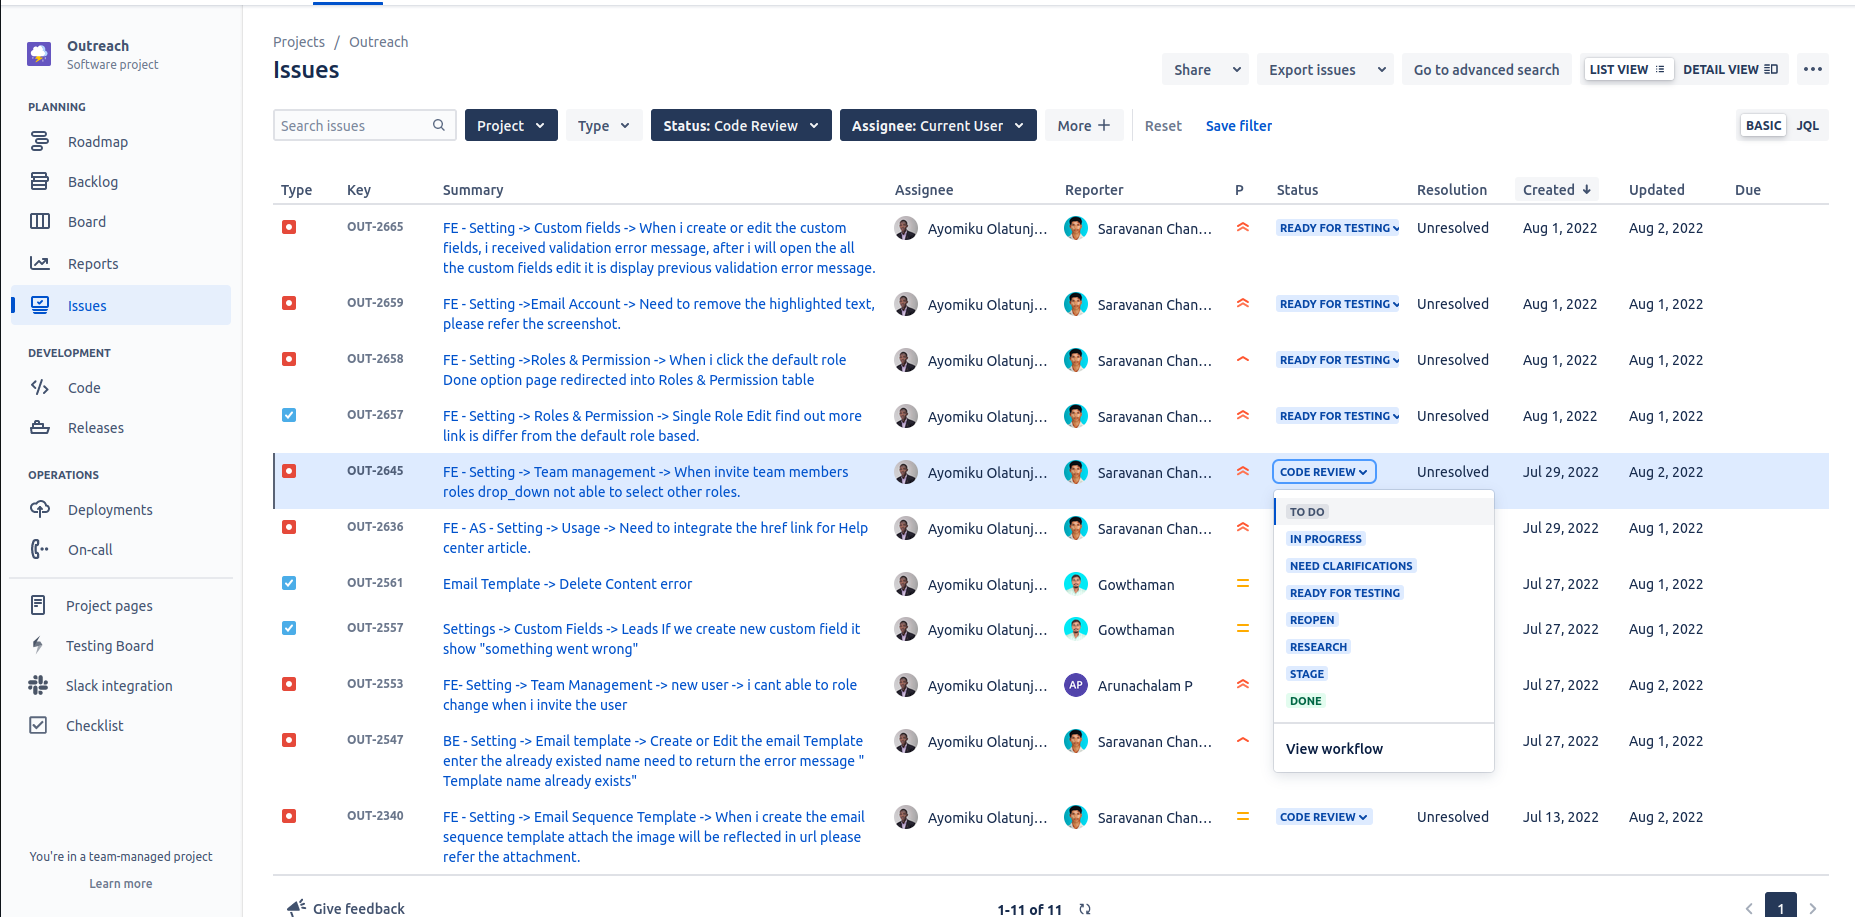 Outreach
Software project
PLANNING
Roadmap
Backlog
Board
Reports
Issues
DEVELOPMENT
Code
Releases
OPERATIONS
Deployments
On-call
Project pages
Testing Board
Slack integration
Checklist
You're in a team-managed project
Learn more
Projects / Outreach
Issues
Share Export issues Go to advanced search LIST VIEW DETAIL VIEW
Search issues Project Type Status: Code Review Assignee: Current User More Reset Save filter BASIC JQL
Type Key Summary Assignee Reporter P Status Resolution Created Updated Due
OUT-2665 FE - Setting -> Custom fields -> When i create or edit the custom Ayomiku Olatunj... Saravanan Chan... READY FOR TESTING Unresolved Aug 1, 2022 Aug 2, 2022
fields, i received validation error message, after i will open the all
the custom fields edit it is display previous validation error message.
OUT-2659 FE - Setting ->Email Account -> Need to remove the highlighted text, Ayomiku Olatunj... Saravanan Chan... READY FOR TESTING Unresolved Aug 1, 2022 Aug 1, 2022
please refer the screenshot.
OUT-2658 FE - Setting ->Roles & Permission -> When i click the default role Ayomiku Olatunj... Saravanan Chan... READY FOR TESTING Unresolved Aug 1, 2022 Aug 1, 2022
Done option page redirected into Roles & Permission table
OUT-2657 FE - Setting -> Roles & Permission -> Single Role Edit find out more Ayomiku Olatunj... Saravanan Chan... READY FOR TESTING Unresolved Aug 1, 2022 Aug 1, 2022
link is differ from the default role based.
OUT-2645 FE - Setting -> Team management -> When invite team members Ayomiku Olatunj... Saravanan Chan... CODE REVIEW Unresolved Jul 29, 2022 Aug 2, 2022
roles drop_down not able to select other roles.
OUT-2636 FE - AS - Setting -> Usage -> Need to integrate the href link for Help Ayomiku Olatunj... Saravanan Chan... Jul 29, 2022 Aug 1, 2022
center article.
OUT-2561 Email Template -> Delete Content error Ayomiku Olatunj... Gowthaman Jul 27, 2022 Aug 1, 2022
OUT-2557 Settings -> Custom Fields -> Leads If we create new custom field it Ayomiku Olatunj... Gowthaman Jul 27, 2022 Aug 1, 2022
show "something went wrong"
OUT-2553 FE- Setting -> Team Management -> new user -> i cant able to role Ayomiku Olatunj... AP Arunachalam P Jul 27, 2022 Aug 2, 2022
change when i invite the user
OUT-2547 BE - Setting -> Email template -> Create or Edit the email Template Ayomiku Olatunj... Saravanan Chan... Jul 27, 2022 Aug 1, 2022
enter the already existed name need to return the error message "
Template name already exists"
OUT-2340 FE - Setting -> Email Sequence Template -> When i create the email Ayomiku Olatunj... Saravanan Chan... CODE REVIEW Unresolved Jul 13, 2022 Aug 2, 2022
sequence template attach the image will be reflected in url please
refer the attachment.
TO DO
IN PROGRESS
NEED CLARIFICATIONS
READY FOR TESTING
REOPEN
RESEARCH
STAGE
DONE
View workflow
Give feedback 1-11 of 11 1